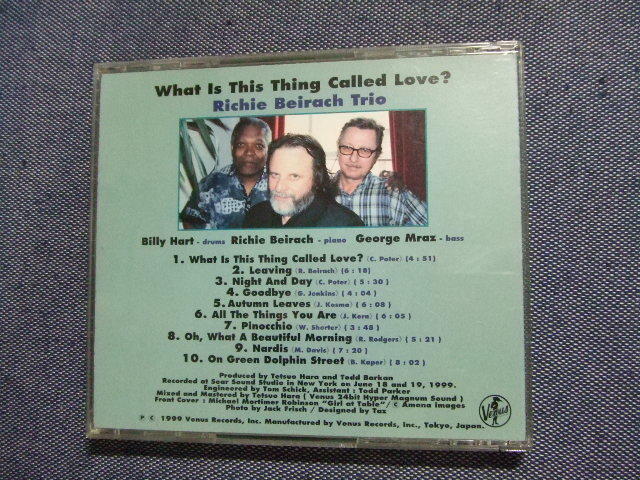 What Is This Thing Called Love?
Richie Beirach Trio
Billy Hart - drums Richie Beirach - piano George Mraz - bass
1. What Is This Thing Called Love? (C. Poter) (4 : 51)
2. Leaving (R. Beirach) (6 : 18)
3. Night And Day (C. Poter) ( 5 : 30 )
4. Goodbye (G. Jenkins) ( 4 : 04 )
5. Autumn Leaves (J. Kosma) ( 6 : 08 )
6. All The Things You Are (J. Kern) ( 6 : 05 )
7. Pinocchio (W. Shorter) ( 3 : 48 )
8. Oh, What A Beautiful Morning (R. Rodgers) ( 5 : 21 )
9. Nardis (M. Davis) ( 7 : 20 )
10. On Green Dolphin Street (B. Kaper) ( 8 : 02 )
Produced by Tetsuo Hara and Todd Barkan
Recorded at Sear Sound Studio in New York on June 18 and 19, 1999.
Engineered by Tom Schick, Assistant : Todd Parker
Mixed and Mastered by Tetsuo Hara ( Venus 24bit Hyper Magnum Sound )
Front Cover : Michael Mortimer Robinson "Girl at Table"/ © Amana images
Photo by Jack Frisch / Designed by Taz
℗ © 1999 Venus Records, Inc. Manufactured by Venus Records, Inc., Tokyo, Japan.
Venus